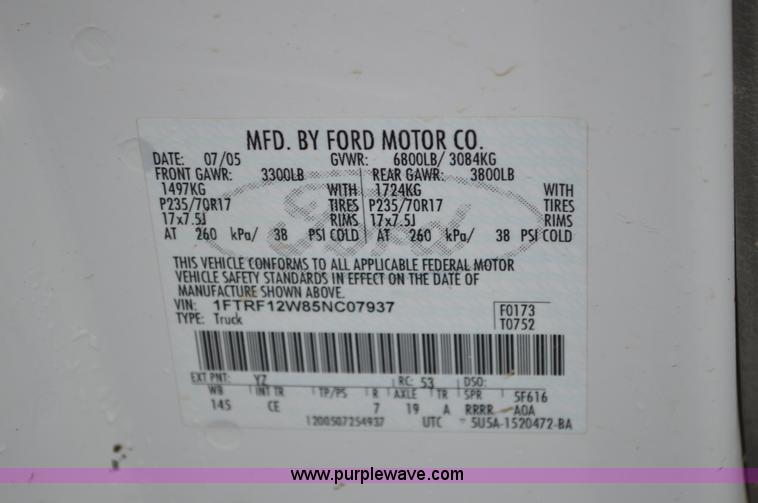 MFD. BY FORD MOTOR CO.
DATE: 07/05 GVWR: 6800LB/ 3084KG
FRONT GAWR: 3300LB REAR GAWR: 3800LB
1497KG WITH 1724KG WITH
P235/70R17 TIRES P235/70R17 TIRES
17x7.5J RIMS 17x7.5J RIMS
AT 260 kPa/ 38 PSI COLD AT 260 kPa/ 38 PSI COLD
Ford
THIS VEHICLE CONFORMS TO ALL APPLICABLE FEDERAL MOTOR
VEHICLE SAFETY STANDARDS IN EFFECT ON THE DATE OF
MANUFACTURE SHOWN ABOVE.
VIN: 1FTRF12W85NC07937 F0173
TYPE: Truck T0752
EXT PNT: YZ RC: 53 DSO:
WB INT TR TP/PS R AXLE TR SPR 5F616
145 CE 7 19 A RRRR AOA
1200507254937 UTC 5U5A-1520472-BA
www.purplewave.com